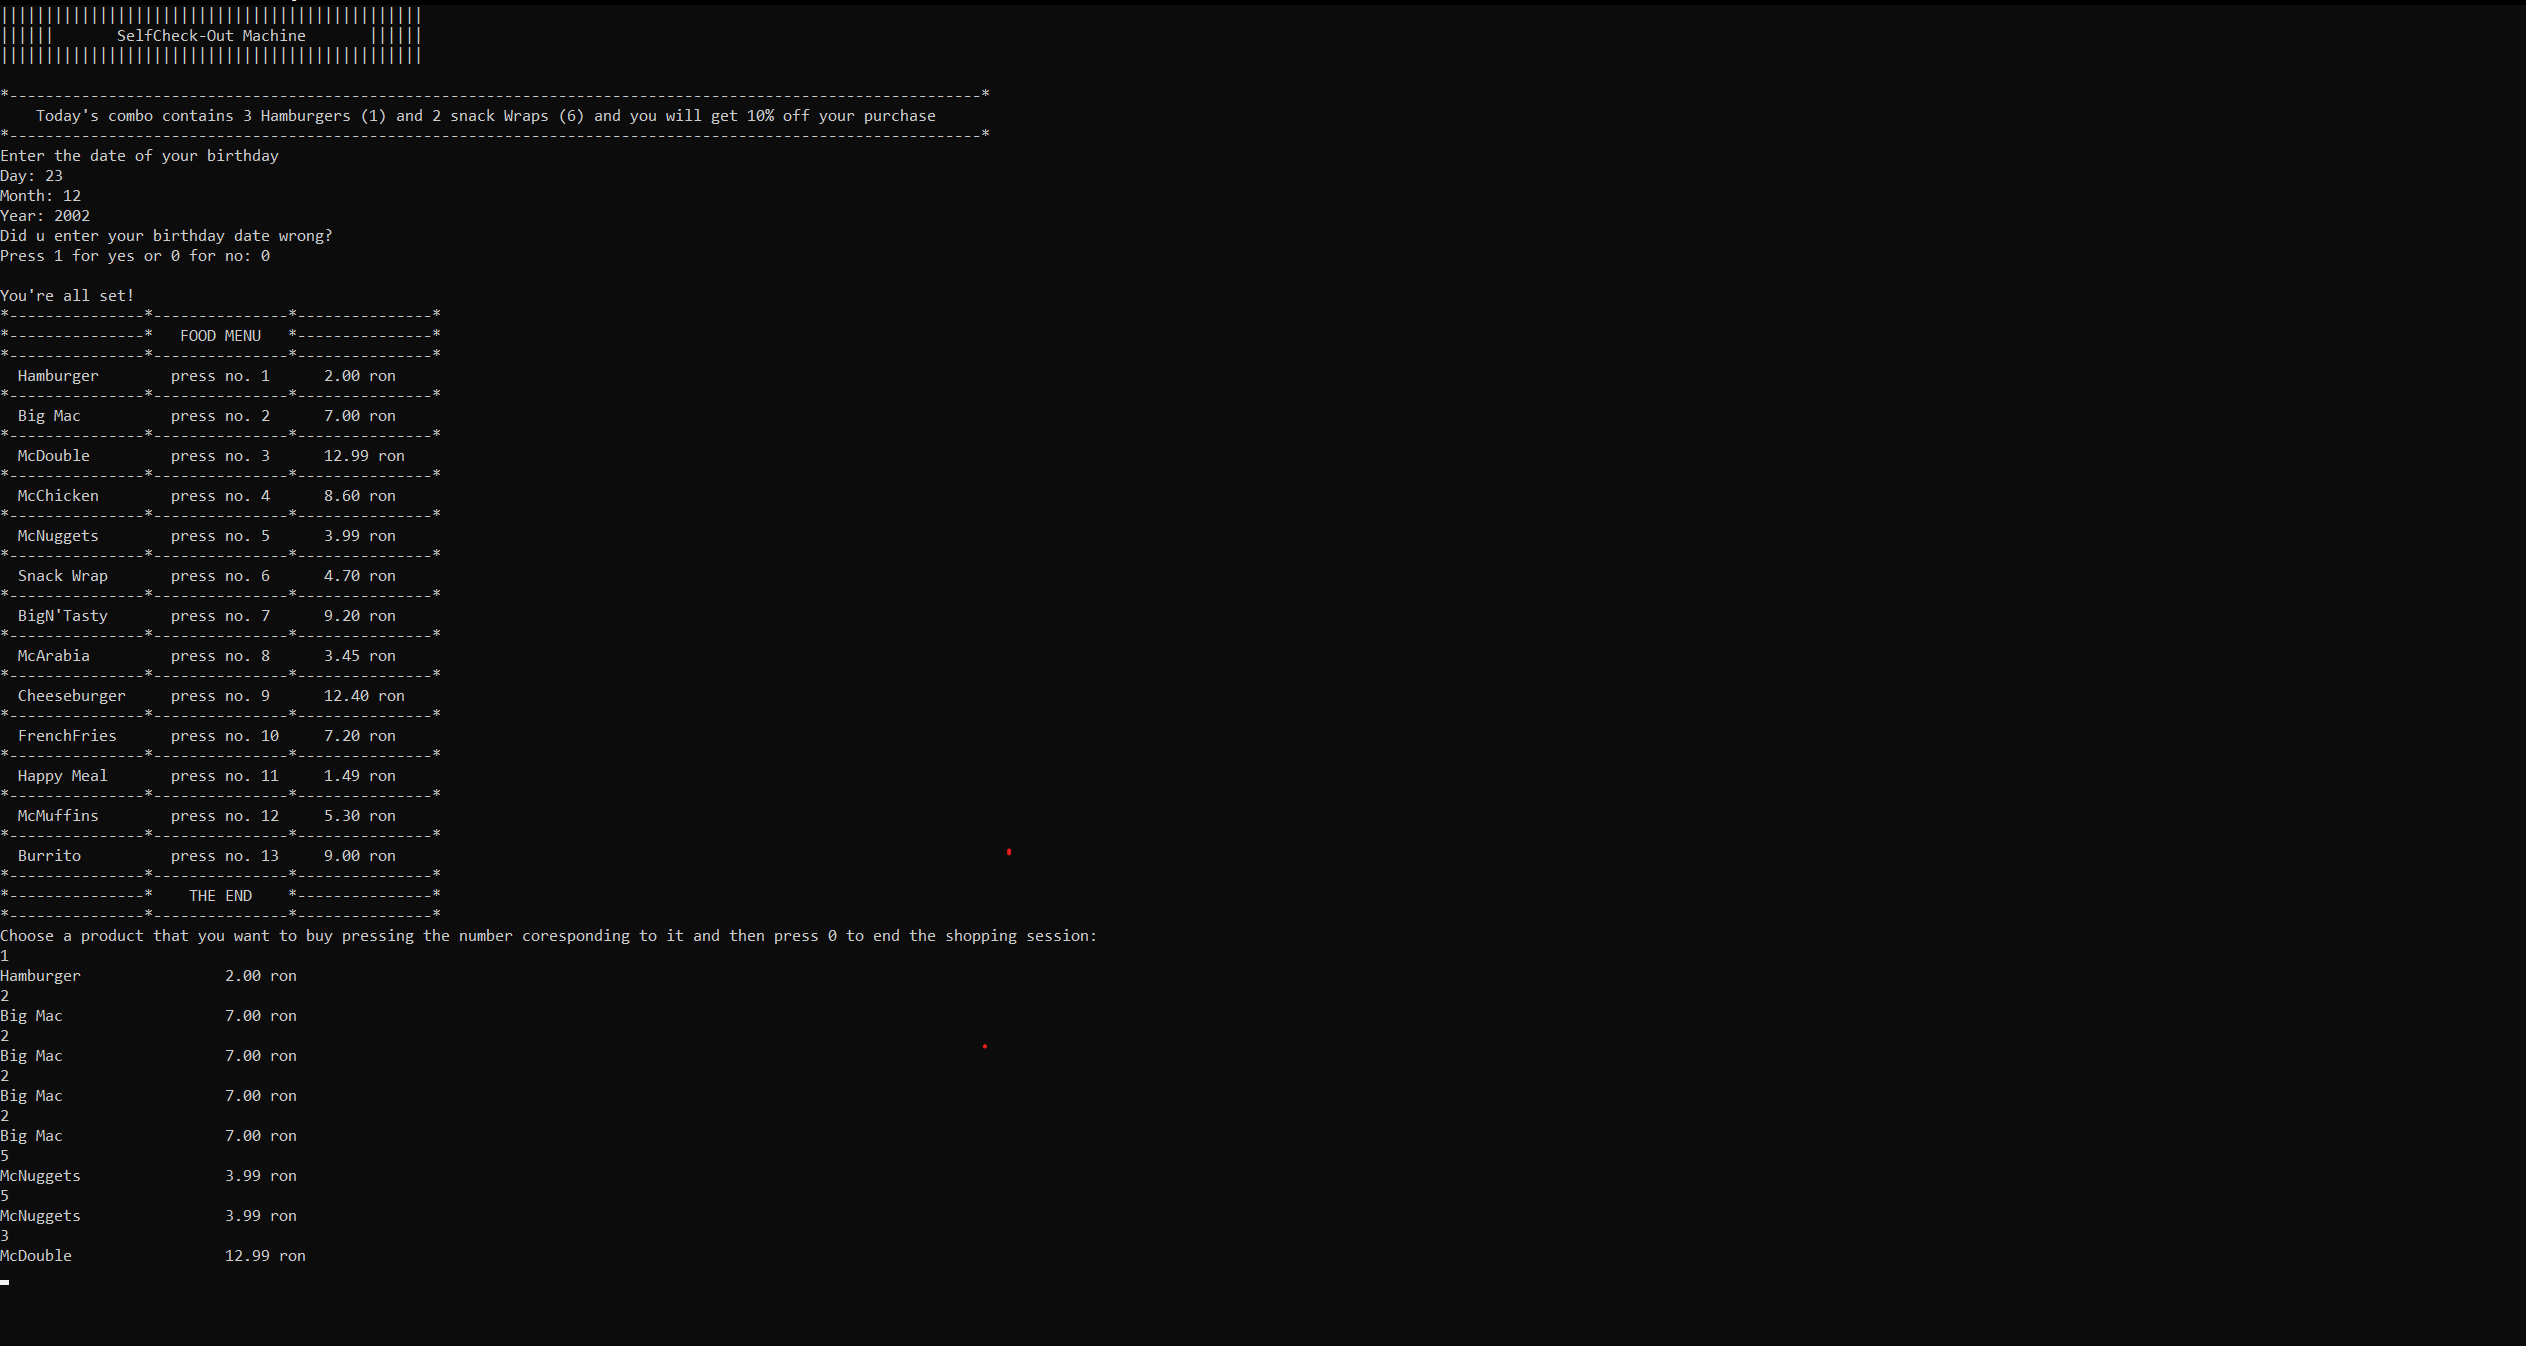 ||||||||||||||||||||||||||||||||||||||||||||||||
||||||       SelfCheck-Out Machine       ||||||
||||||||||||||||||||||||||||||||||||||||||||||||
*------------------------------------------------------------------------------------------------------------*
    Today's combo contains 3 Hamburgers (1) and 2 snack Wraps (6) and you will get 10% off your purchase
*------------------------------------------------------------------------------------------------------------*
Enter the date of your birthday
Day: 23
Month: 12
Year: 2002
Did u enter your birthday date wrong?
Press 1 for yes or 0 for no: 0
You're all set!
*---------------*---------------*---------------*
*---------------*   FOOD MENU   *---------------*
*---------------*---------------*---------------*
  Hamburger        press no. 1      2.00 ron
*---------------*---------------*---------------*
  Big Mac          press no. 2      7.00 ron
*---------------*---------------*---------------*
  McDouble         press no. 3      12.99 ron
*---------------*---------------*---------------*
  McChicken        press no. 4      8.60 ron
*---------------*---------------*---------------*
  McNuggets        press no. 5      3.99 ron
*---------------*---------------*---------------*
  Snack Wrap       press no. 6      4.70 ron
*---------------*---------------*---------------*
  BigN'Tasty       press no. 7      9.20 ron
*---------------*---------------*---------------*
  McArabia         press no. 8      3.45 ron
*---------------*---------------*---------------*
  Cheeseburger     press no. 9      12.40 ron
*---------------*---------------*---------------*
  FrenchFries      press no. 10     7.20 ron
*---------------*---------------*---------------*
  Happy Meal       press no. 11     1.49 ron
*---------------*---------------*---------------*
  McMuffins        press no. 12     5.30 ron
*---------------*---------------*---------------*
  Burrito          press no. 13     9.00 ron
*---------------*---------------*---------------*
*---------------*    THE END    *---------------*
*---------------*---------------*---------------*
Choose a product that you want to buy pressing the number coresponding to it and then press 0 to end the shopping session:
1
Hamburger                2.00 ron
2
Big Mac                  7.00 ron
2
Big Mac                  7.00 ron
2
Big Mac                  7.00 ron
2
Big Mac                  7.00 ron
5
McNuggets                3.99 ron
5
McNuggets                3.99 ron
3
McDouble                 12.99 ron